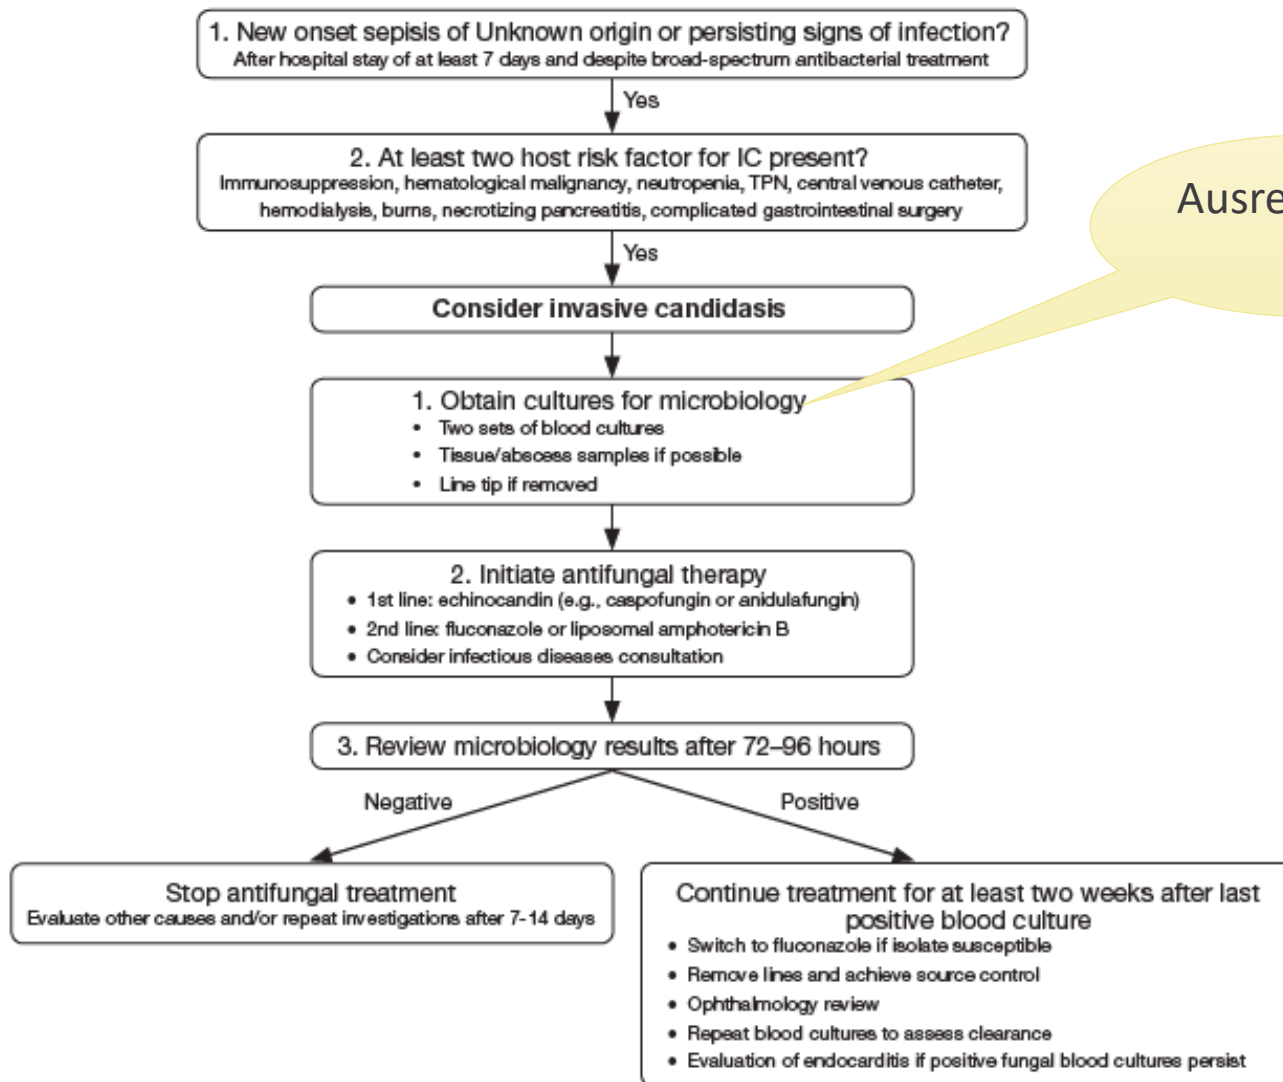 1. New onset sepisis of Unknown origin or persisting signs of infection?
After hospital stay of at least 7 days and despite broad-spectrum antibacterial treatment
Yes
2. At least two host risk factor for IC present?
Immunosuppression, hematological malignancy, neutropenia, TPN, central venous catheter,
hemodialysis, burns, necrotizing pancreatitis, complicated gastrointestinal surgery
Ausre
Yes
Consider invasive candidasis
1. Obtain cultures for microbiology
• Two sets of blood cultures
• Tissue/abscess samples if possible
• Line tip if removed
2. Initiate antifungal therapy
• 1st line: echinocandin (e.g., caspofungin or anidulafungin)
• 2nd line: fluconazole or liposomal amphotericin B
• Consider infectious diseases consultation
3. Review microbiology results after 72–96 hours
Negative
Positive
Stop antifungal treatment
Evaluate other causes and/or repeat investigations after 7-14 days
Continue treatment for at least two weeks after last
positive blood culture
• Switch to fluconazole if isolate susceptible
• Remove lines and achieve source control
• Ophthalmology review
• Repeat blood cultures to assess clearance
• Evaluation of endocarditis if positive fungal blood cultures persist